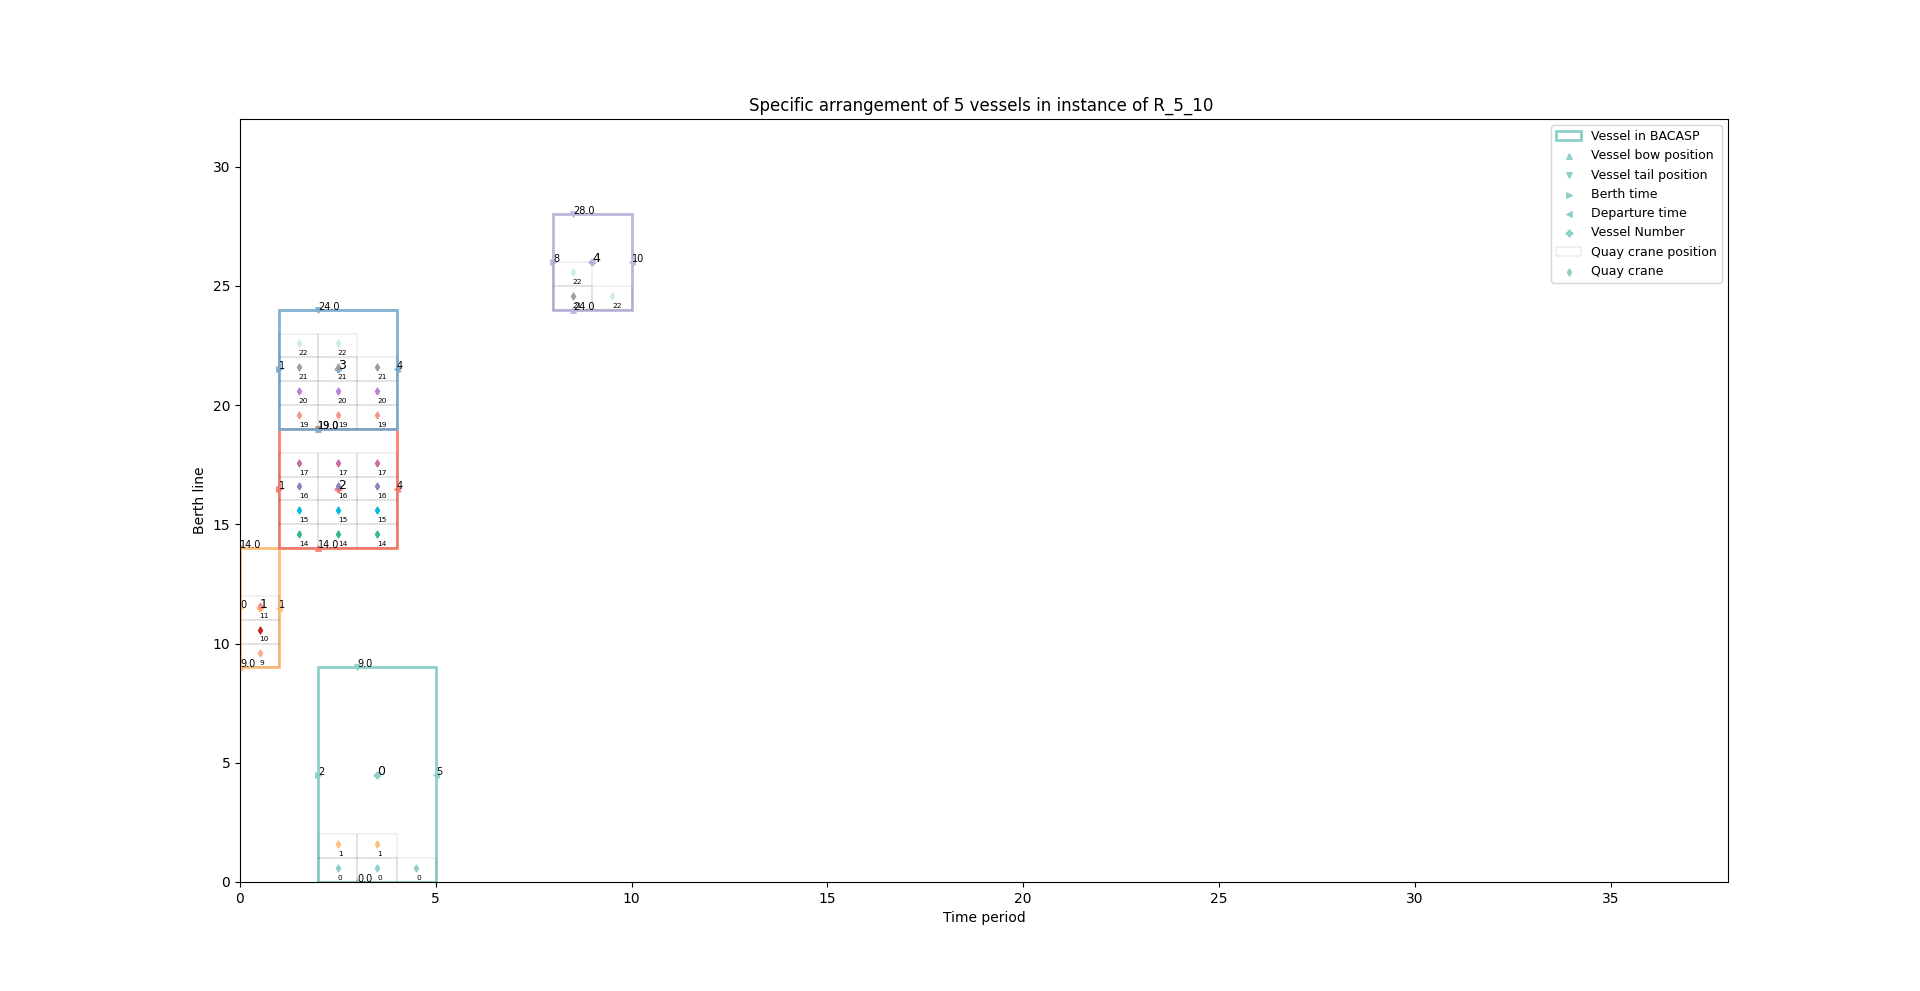 Specific arrangement of 5 vessels in instance of R_5_10
Vessel in BACASP
Vessel bow position
Vessel tail position
Berth time
Departure time
Vessel Number
Quay crane position
Quay crane
Berth line
30
25
20
15
10
5
0
28.0
8 4 10
22
24.0 22
24.0
22 22
1 3 4
21 21 21
20 20 20
19 19 19
19.0
17 17 17
1 2 4
16 16 16
15 15 15
14 14 14
14.0 14.0
0 1 1
11
10
9.0 9 9.0
2 0 5
1 1
0 0.0 0 0
0 5 10 15 20 25 30 35
Time period